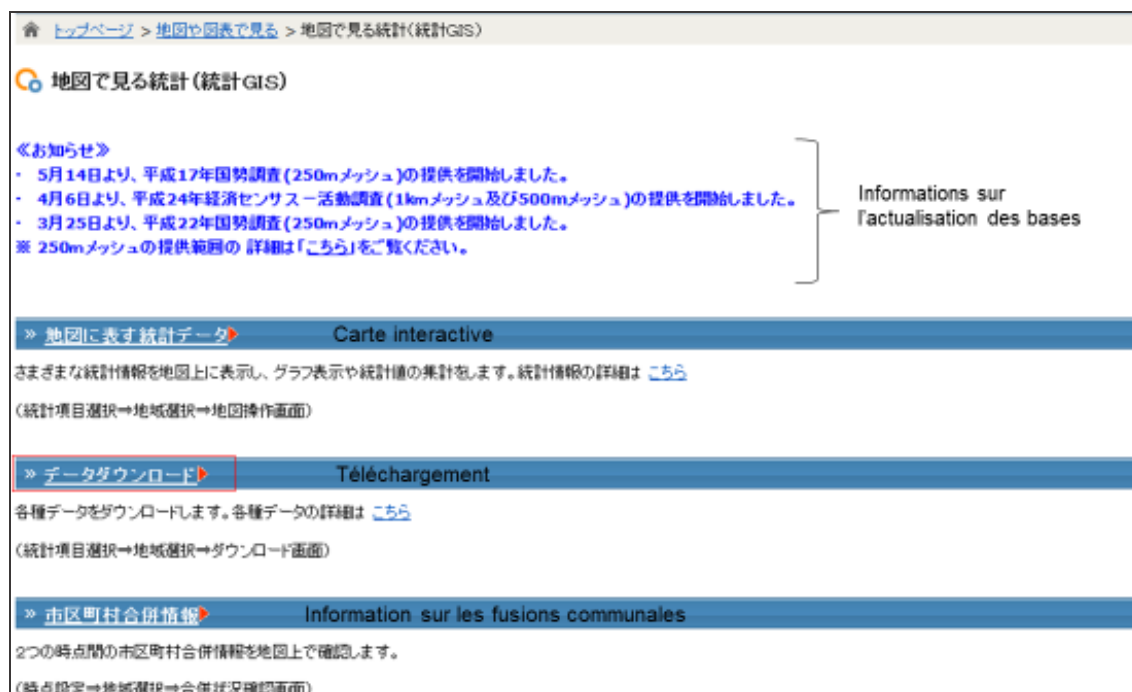 トップページ > 地図や図表で見る > 地図で見る統計(統計GIS)
地図で見る統計(統計GIS)
≪お知らせ≫
・ 5月14日より、平成17年国勢調査(250mメッシュ)の提供を開始しました。
・ 4月6日より、平成24年経済センサス－活動調査(1kmメッシュ及び500mメッシュ)の提供を開始しました。
・ 3月25日より、平成22年国勢調査(250mメッシュ)の提供を開始しました。
※ 250mメッシュの提供範囲の 詳細は「こちら」をご覧ください。
Informations sur
l'actualisation des bases
» 地図に表す統計データ Carte interactive
さまざまな統計情報を地図上に表示し、グラフ表示や統計値の集計をします。統計情報の詳細は こちら
(統計項目選択⇒地域選択⇒地図操作画面)
» データダウンロード Téléchargement
各種データをダウンロードします。各種データの詳細は こちら
(統計項目選択⇒地域選択⇒ダウンロード画面)
» 市区町村合併情報 Information sur les fusions communales
2つの時点間の市区町村合併情報を地図上で確認します。
(時点設定⇒地域選択⇒合併状況確認画面)